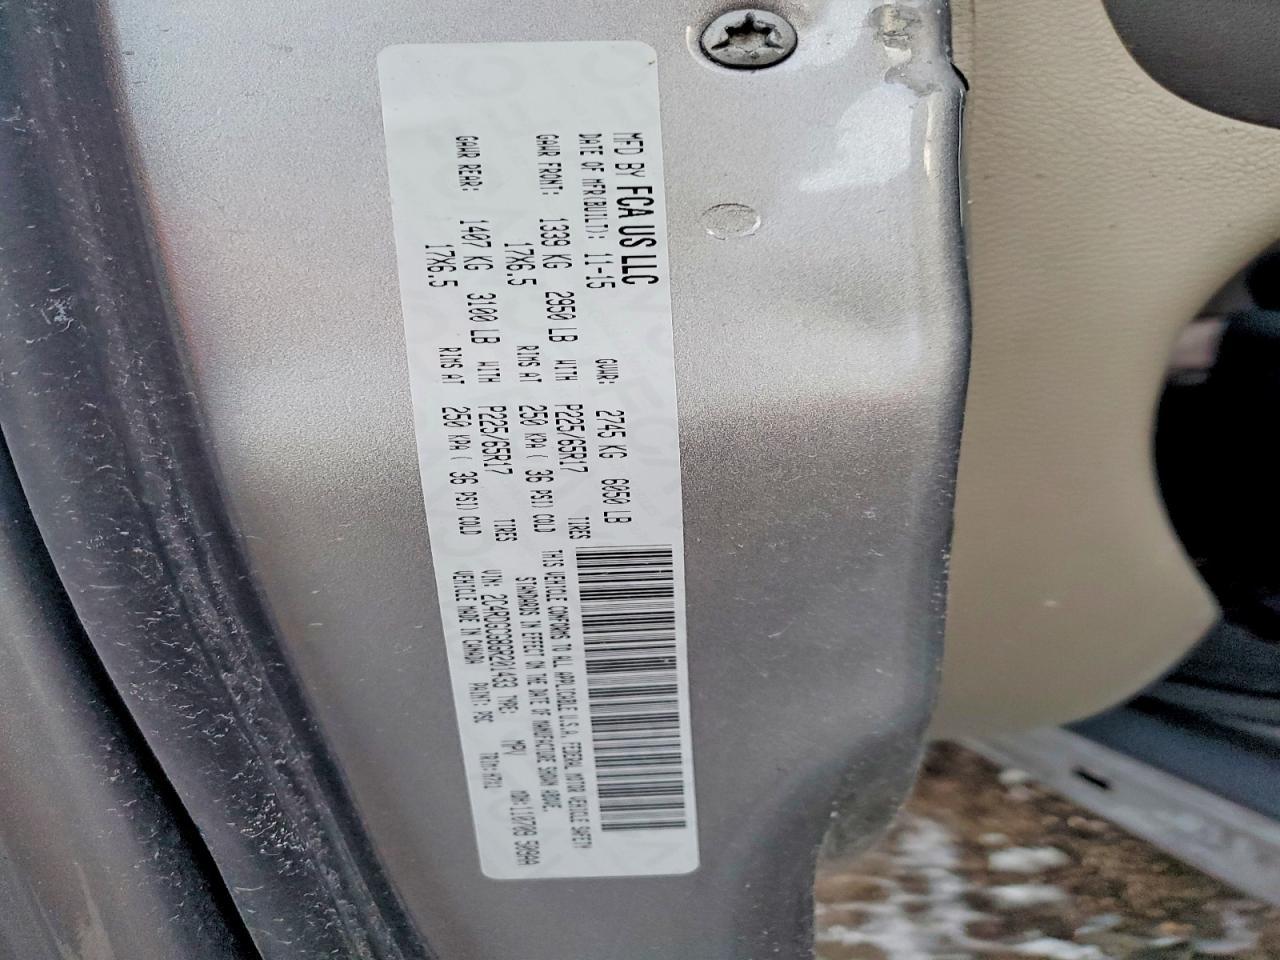 MFD BY FCA US LLC
DATE OF MFR(BUILT): 11-15 GVWR: 2745 KG 6050 LB
GAWR FRONT: 1339 KG 2950 LB WITH P225/65R17 TIRES
17X6.5 RIMS AT 250 KPA ( 36 PSI) COLD
GAWR REAR: 1407 KG 3100 LB WITH P225/65R17 TIRES
17X6.5 RIMS AT 250 KPA ( 36 PSI) COLD
THIS VEHICLE CONFORMS TO ALL APPLICABLE U.S.A. FEDERAL MOTOR VEHICLE SAFETY
STANDARDS IN EFFECT ON THE DATE OF MANUFACTURE SHOWN ABOVE.
VIN: TYPE: MPV
VEHICLE MADE IN CANADA PAINT: PSC